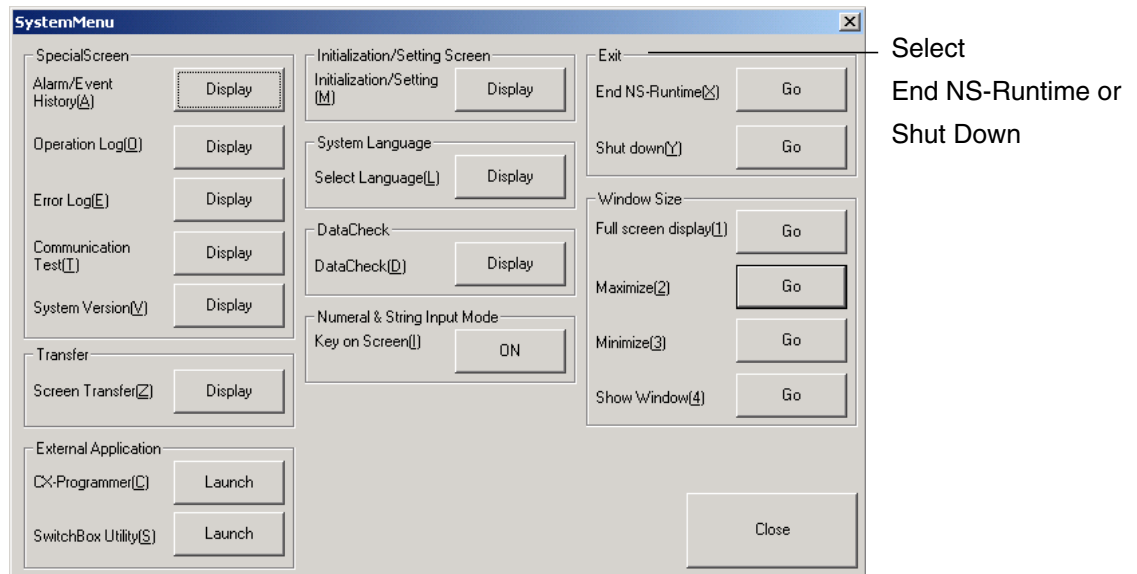 SystemMenu
SpecialScreen
Alarm/Event
History(A)
Display
Operation Log(O)
Display
Error Log(E)
Display
Communication
Test(T)
Display
System Version(V)
Display
Transfer
Screen Transfer(Z)
Display
External Application
CX-Programmer(C)
Launch
SwitchBox Utility(S)
Launch
Initialization/Setting Screen
Initialization/Setting
(M)
Display
System Language
Select Language(L)
Display
DataCheck
DataCheck(D)
Display
Numeral & String Input Mode
Key on Screen(I)
ON
Exit
End NS-Runtime(X)
Go
Shut down(Y)
Go
Window Size
Full screen display(1)
Go
Maximize(2)
Go
Minimize(3)
Go
Show Window(4)
Go
Close
Select
End NS-Runtime or
Shut Down